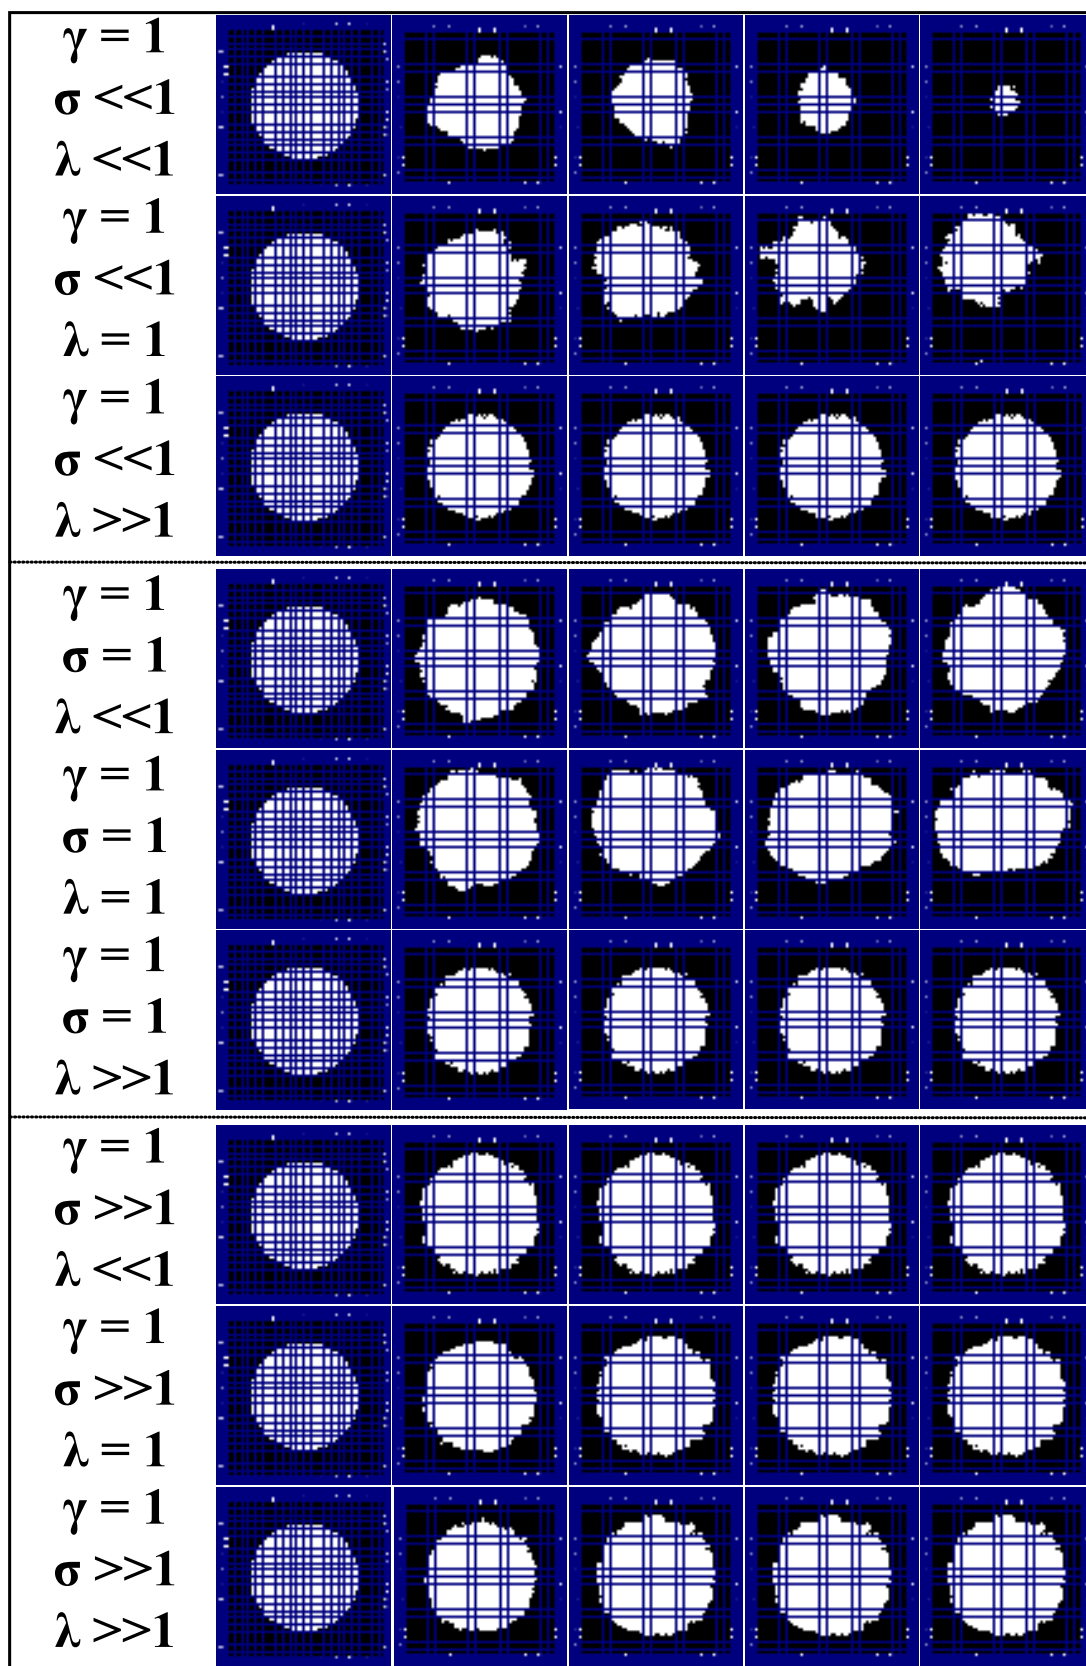 γ = 1
σ <<1
λ <<1
γ = 1
σ <<1
λ = 1
γ = 1
σ <<1
λ >>1
γ = 1
σ = 1
λ <<1
γ = 1
σ = 1
λ = 1
γ = 1
σ = 1
λ >>1
γ = 1
σ >>1
λ <<1
γ = 1
σ >>1
λ = 1
γ = 1
σ >>1
λ >>1